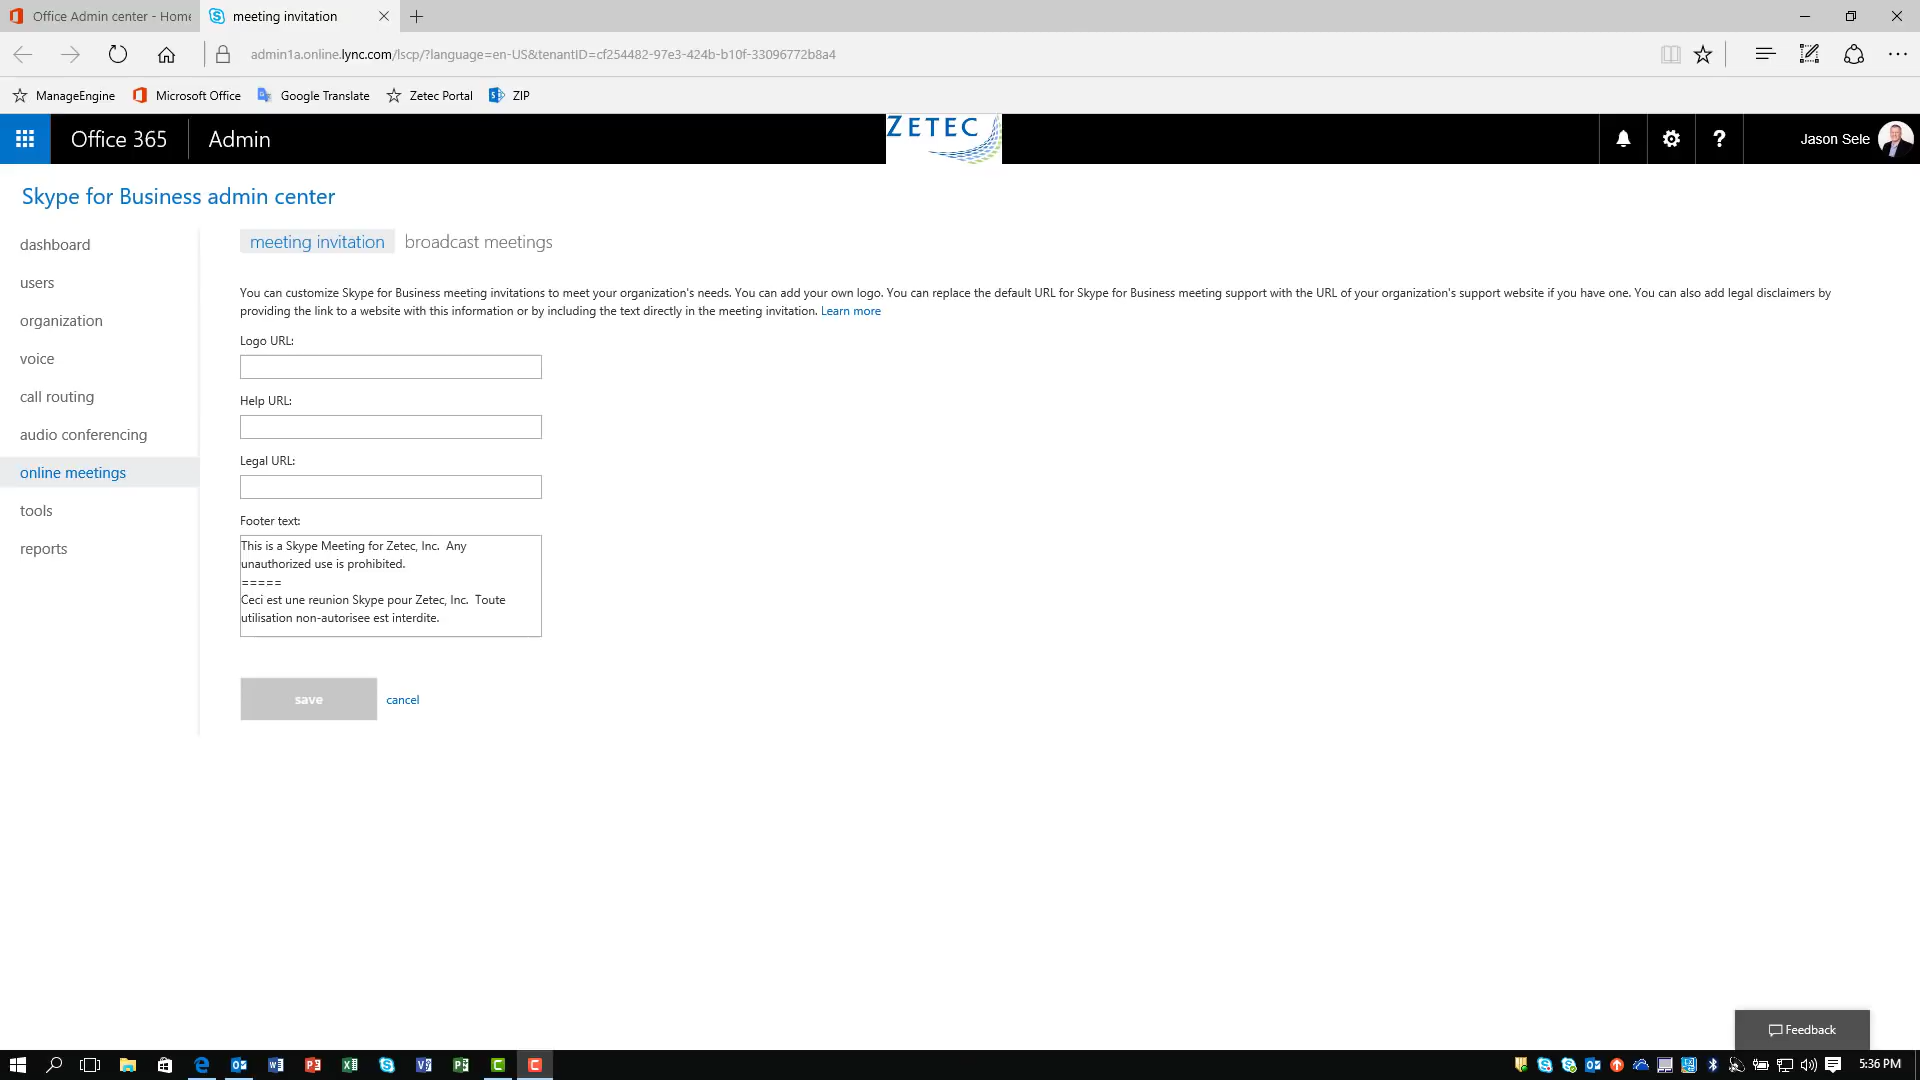 Office Admin center - Home
meeting invitation
admin1a.online.lync.com/lscp/?language=en-US&tenantID=cf254482-97e3-424b-b10f-33096772b8a4
ManageEngine
Microsoft Office
Google Translate
Zetec Portal
ZIP
Office 365
Admin
ZETEC
?
Jason Sele
Skype for Business admin center
dashboard
users
organization
voice
call routing
audio conferencing
online meetings
tools
reports
meeting invitation
broadcast meetings
You can customize Skype for Business meeting invitations to meet your organization's needs. You can add your own logo. You can replace the default URL for Skype for Business meeting support with the URL of your organization's support website if you have one. You can also add legal disclaimers by
providing the link to a website with this information or by including the text directly in the meeting invitation. Learn more
Logo URL:
Help URL:
Legal URL:
Footer text:
This is a Skype Meeting for Zetec, Inc.  Any
unauthorized use is prohibited.
=====
Ceci est une reunion Skype pour Zetec, Inc.  Toute
utilisation non-autorisee est interdite.
save
cancel
Feedback
5:36 PM